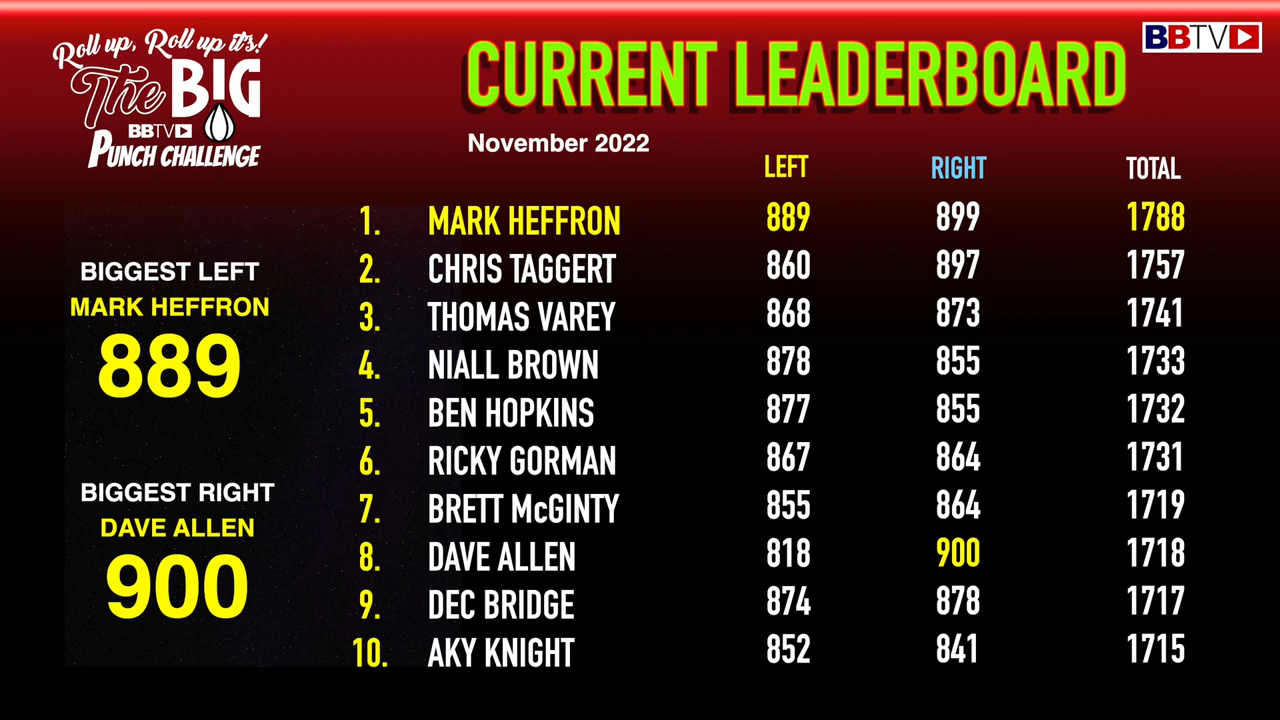 Roll up, Roll up it's!
The BIG
BBTV
PUNCH CHALLENGE
CURRENT LEADERBOARD
BBTV
November 2022
LEFT RIGHT TOTAL
1. MARK HEFFRON 889 899 1788
2. CHRIS TAGGERT 860 897 1757
3. THOMAS VAREY 868 873 1741
4. NIALL BROWN 878 855 1733
5. BEN HOPKINS 877 855 1732
6. RICKY GORMAN 867 864 1731
7. BRETT McGINTY 855 864 1719
8. DAVE ALLEN 818 900 1718
9. DEC BRIDGE 874 878 1717
10. AKY KNIGHT 852 841 1715
BIGGEST LEFT
MARK HEFFRON
889
BIGGEST RIGHT
DAVE ALLEN
900